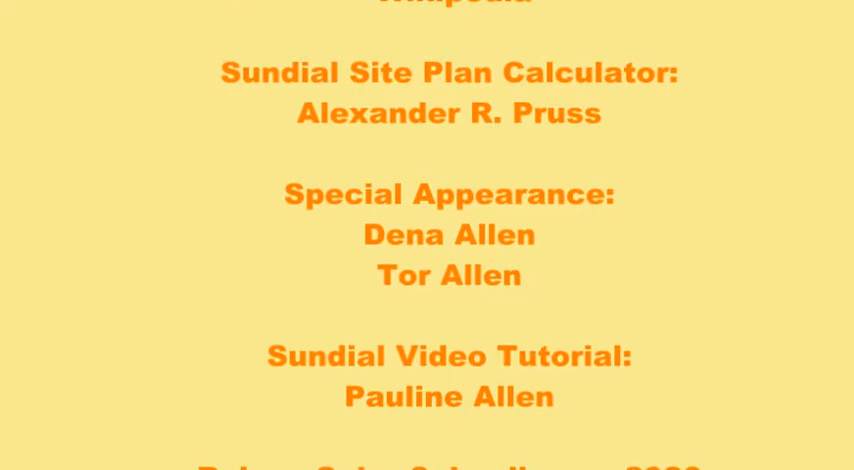 Sundial Site Plan Calculator:
Alexander R. Pruss
Special Appearance:
Dena Allen
Tor Allen
Sundial Video Tutorial:
Pauline Allen